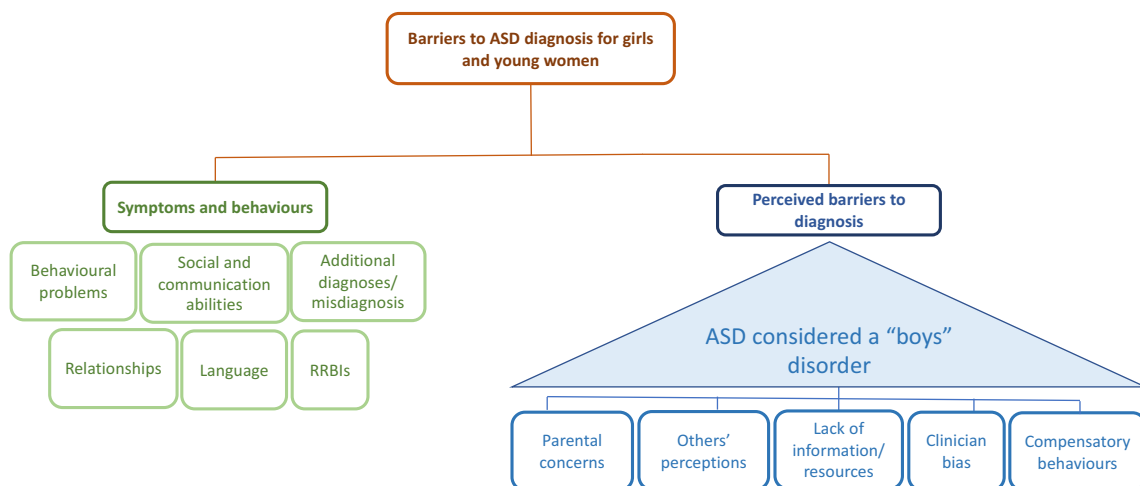 Barriers to ASD diagnosis for girls
and young women
Symptoms and behaviours
Behavioural
problems
Social and
communication
abilities
Additional
diagnoses/
misdiagnosis
Relationships
Language
RRBIs
Perceived barriers to
diagnosis
ASD considered a “boys”
disorder
Parental
concerns
Others’
perceptions
Lack of
information/
resources
Clinician
bias
Compensatory
behaviours